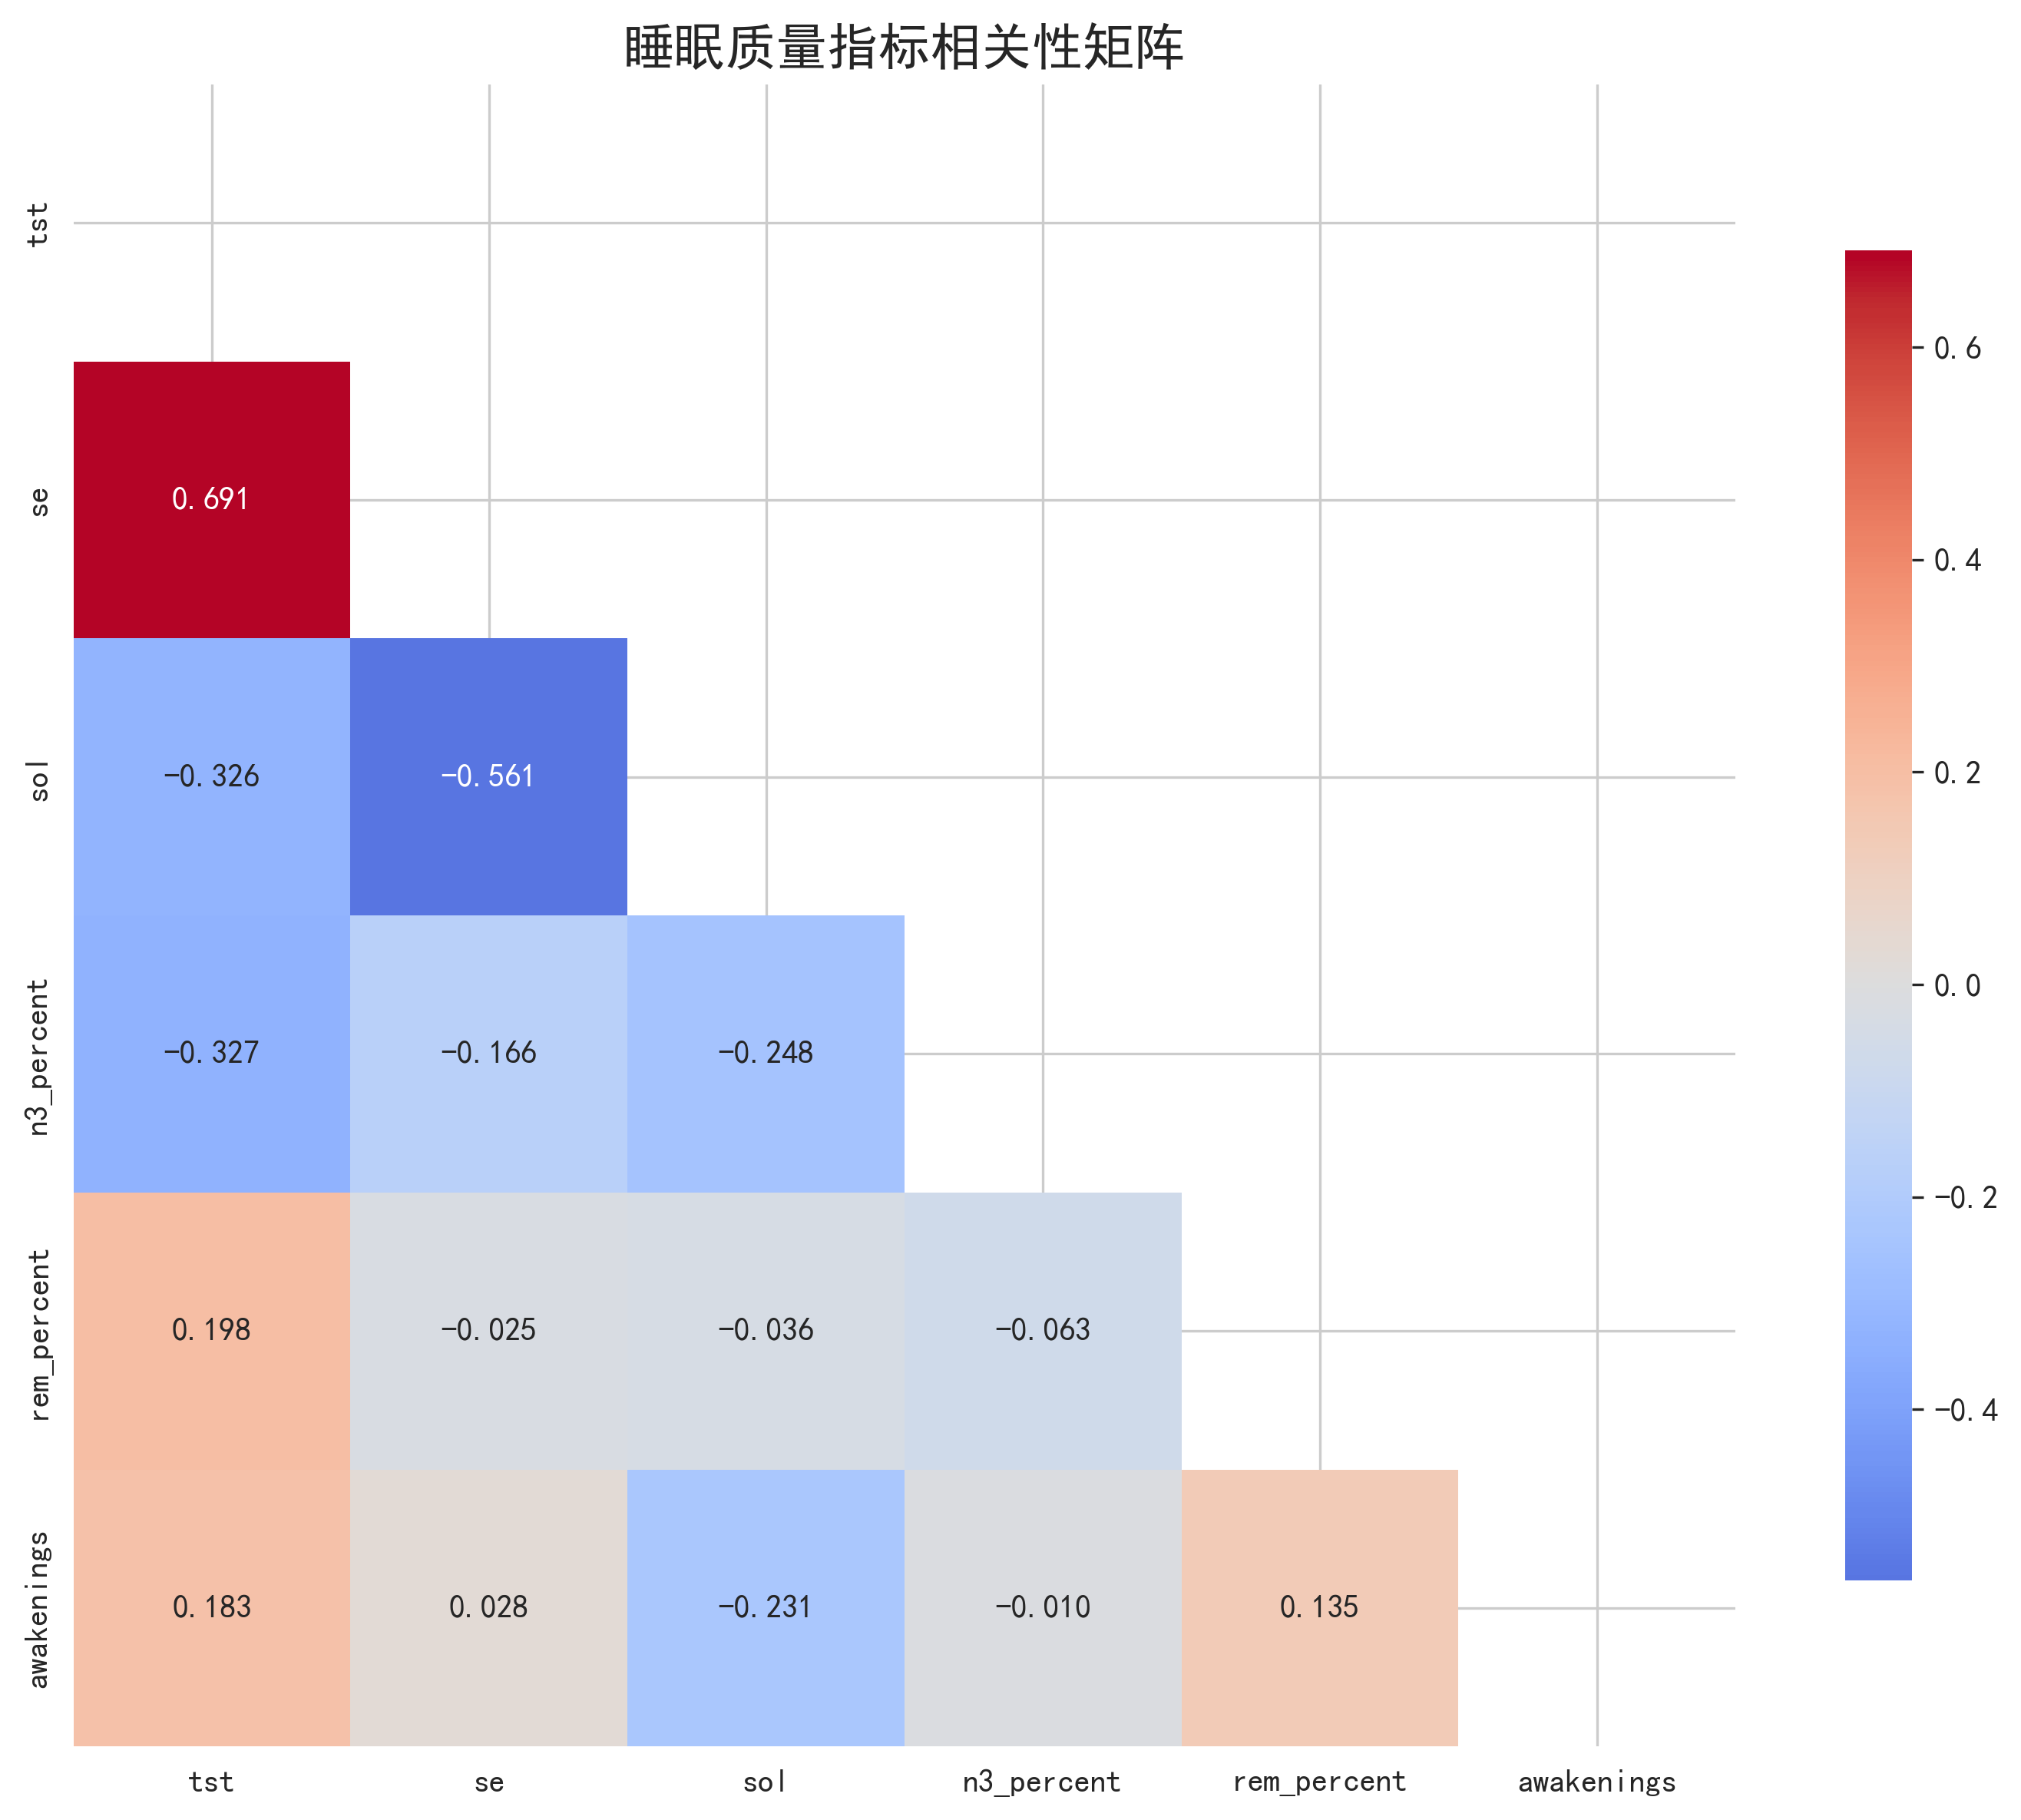 睡眠质量指标相关性矩阵
tst
se
0.691
sol
-0.326 -0.561
n3_percent
-0.327 -0.166 -0.248
rem_percent
0.198 -0.025 -0.036 -0.063
awakenings
0.183 0.028 -0.231 -0.010 0.135
tst se sol n3_percent rem_percent awakenings
0.6
0.4
0.2
0.0
-0.2
-0.4